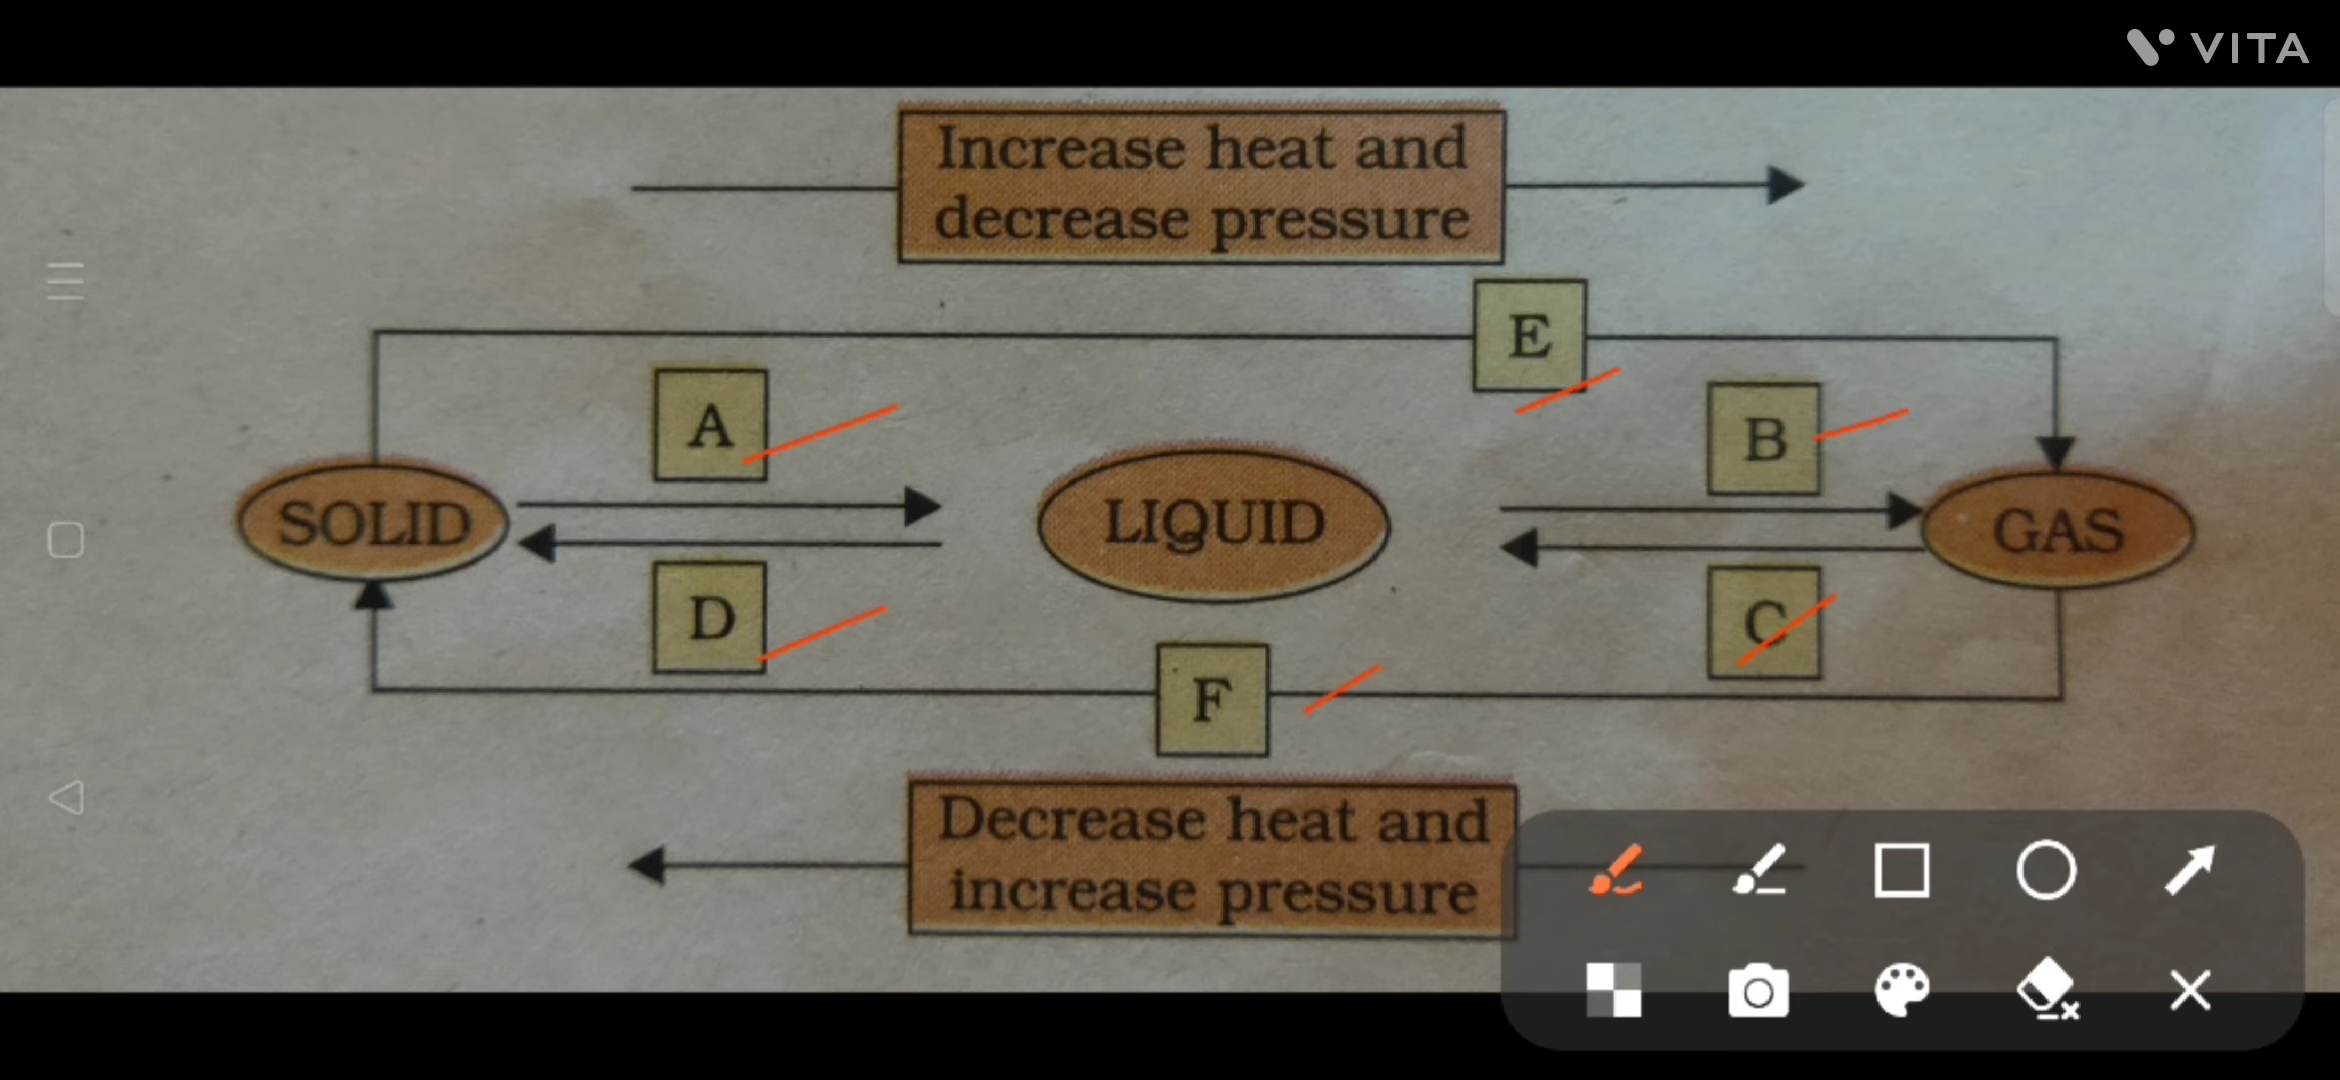 VITA
Increase heat and
decrease pressure
E
A
B
SOLID
LIQUID
GAS
D
C
F
Decrease heat and
increase pressure